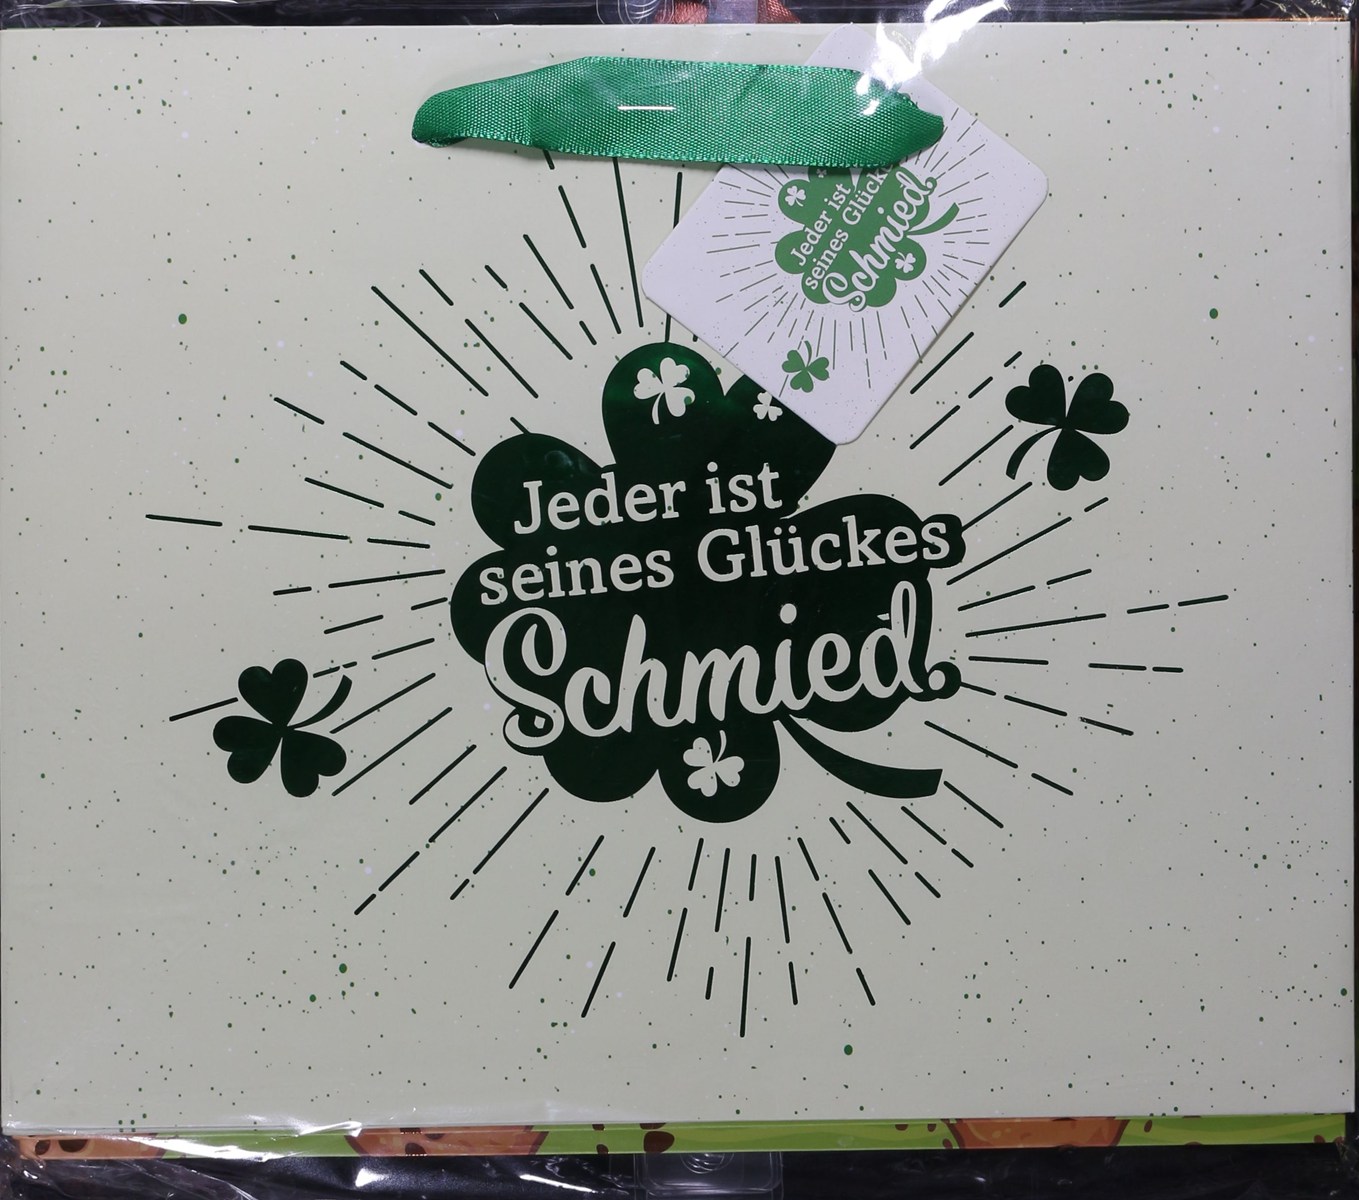 Jeder ist
seines Glückes
Schmied.
Jeder ist
seines Glück
Schmied.